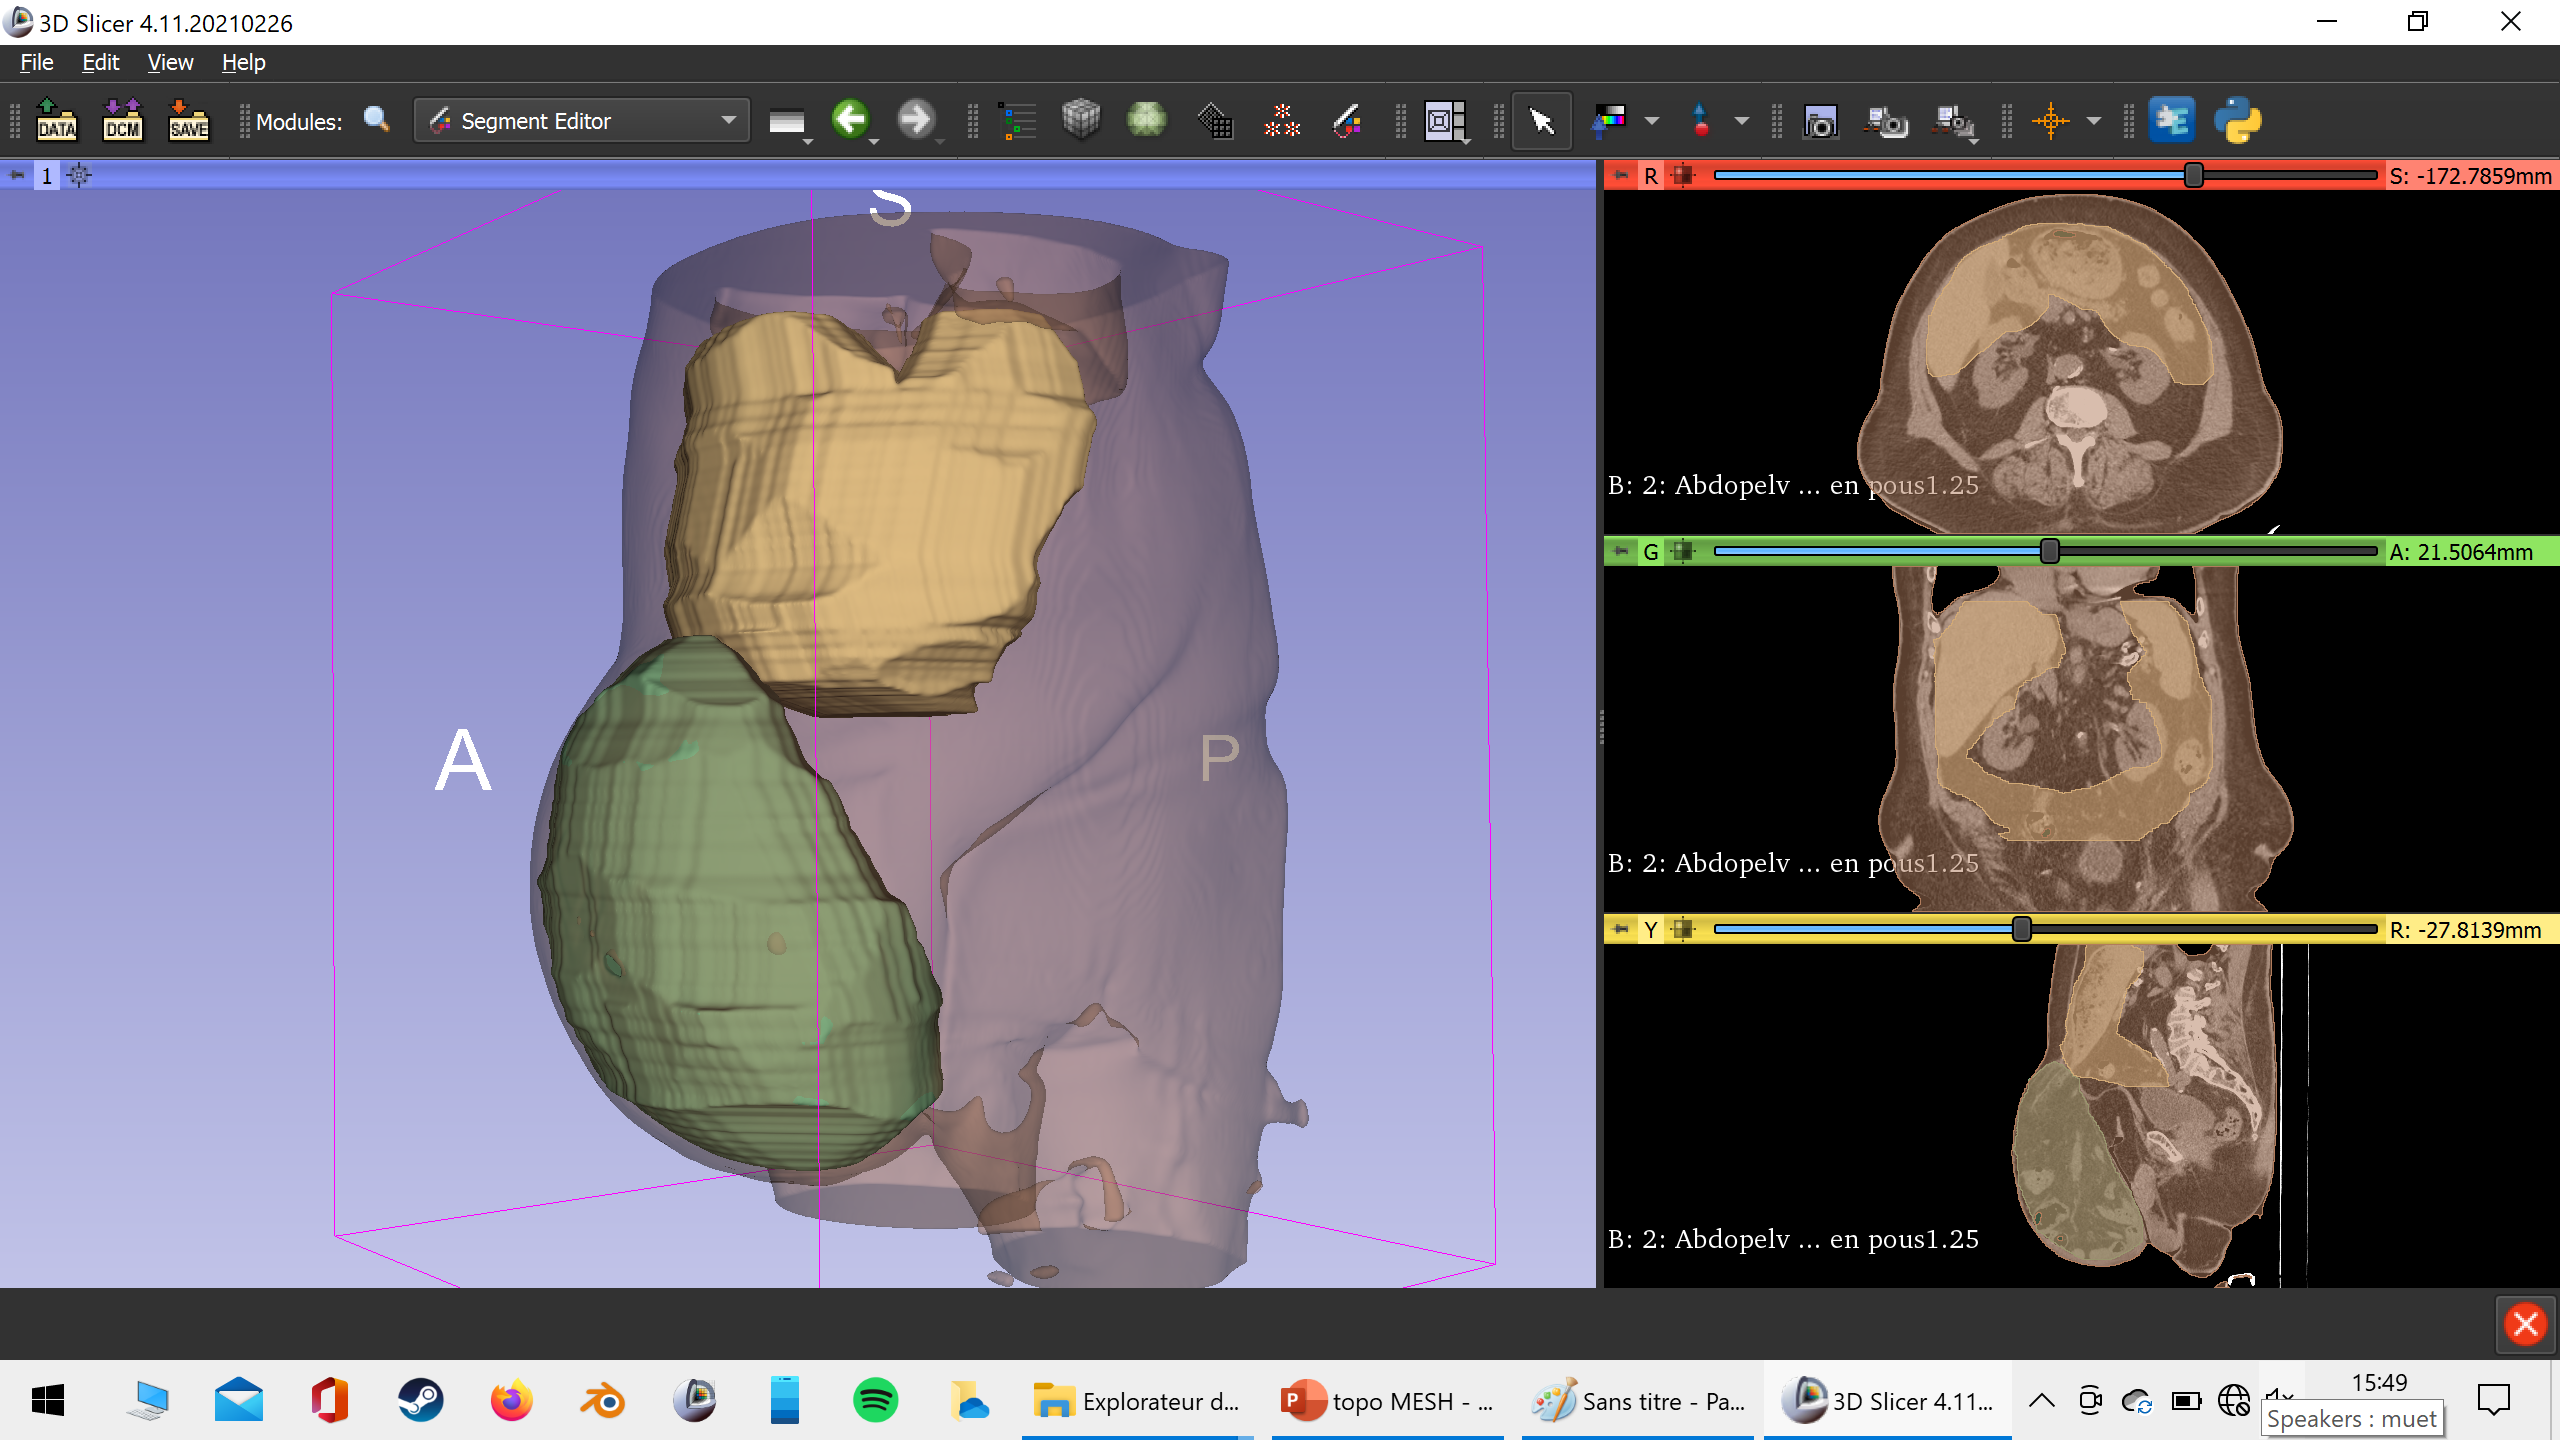 3D Slicer 4.11.20210226
File Edit View Help
DATA DCM SAVE Modules: Segment Editor
1
S
A
P
R S: -172.7859mm
B: 2: Abdopelv ... en pous1.25
G A: 21.5064mm
B: 2: Abdopelv ... en pous1.25
Y R: -27.8139mm
B: 2: Abdopelv ... en pous1.25
Explorateur d... topo MESH - ... Sans titre - Pa... 3D Slicer 4.11... 15:49
Speakers : muet